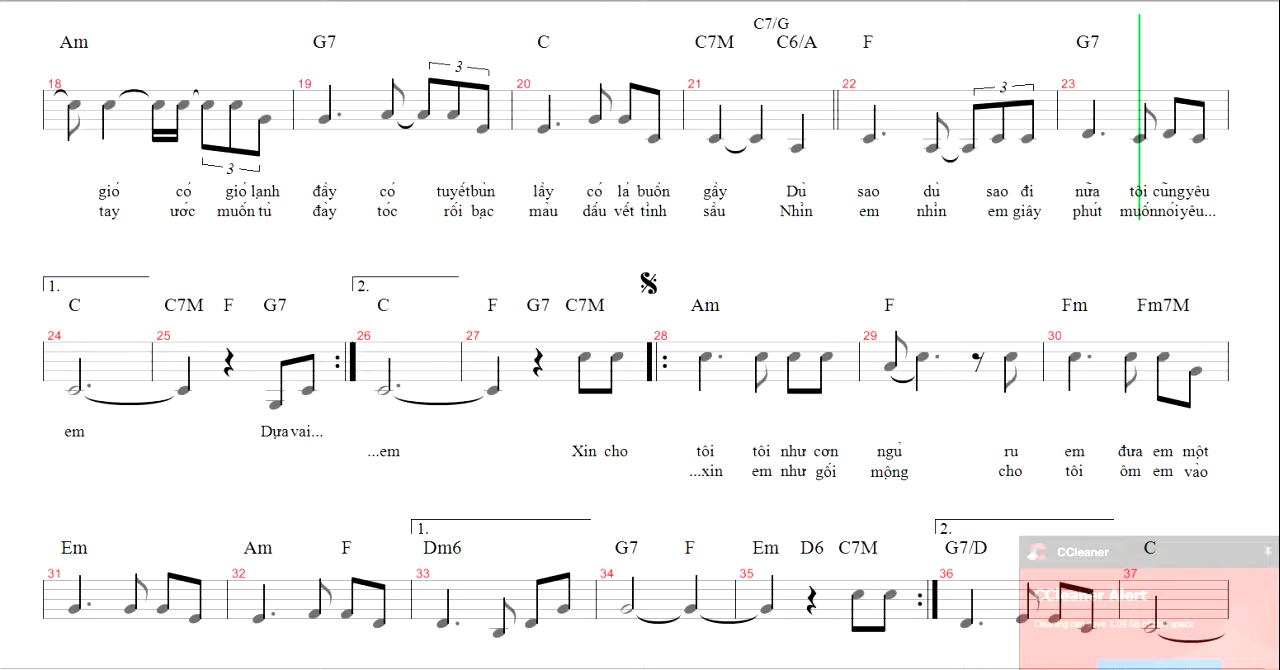 C7/G
Am G7 C C7M C6/A F G7
3 3
18 19 20 21 22 23
3
gió có gió lạnh đầy có tuyết bùn lầy có lá buồn gầy Dù sao dù sao đi nữa tôi cũng yêu
tay ước muốn tù đày tóc rối bạc màu dấu vết tình sầu Nhìn em nhìn em giây phút muốn nói yêu...
1. 2.
C C7M F G7 C F G7 C7M Am F Fm Fm7M
24 25 26 27 28 29 30
em Dựa vai...
...em Xin cho tôi tôi như cơn ngủ ru em đưa em một
...xin em như gối mộng cho tôi ôm em vào
1. 2.
Em Am F Dm6 G7 F Em D6 C7M G7/D C
CCleaner
31 32 33 34 35 36 37
CCleaner Alert